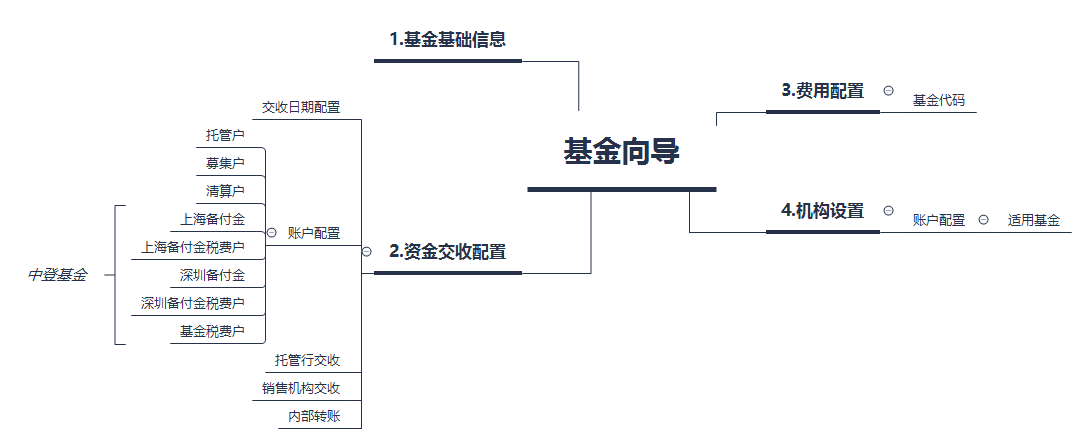 基金向导
1.基金基础信息
2.资金交收配置
交收日期配置
账户配置
托管户
募集户
清算户
上海备付金
上海备付金税费户
深圳备付金
深圳备付金税费户
基金税费户
中登基金
托管行交收
销售机构交收
内部转账
3.费用配置
基金代码
4.机构设置
账户配置
适用基金